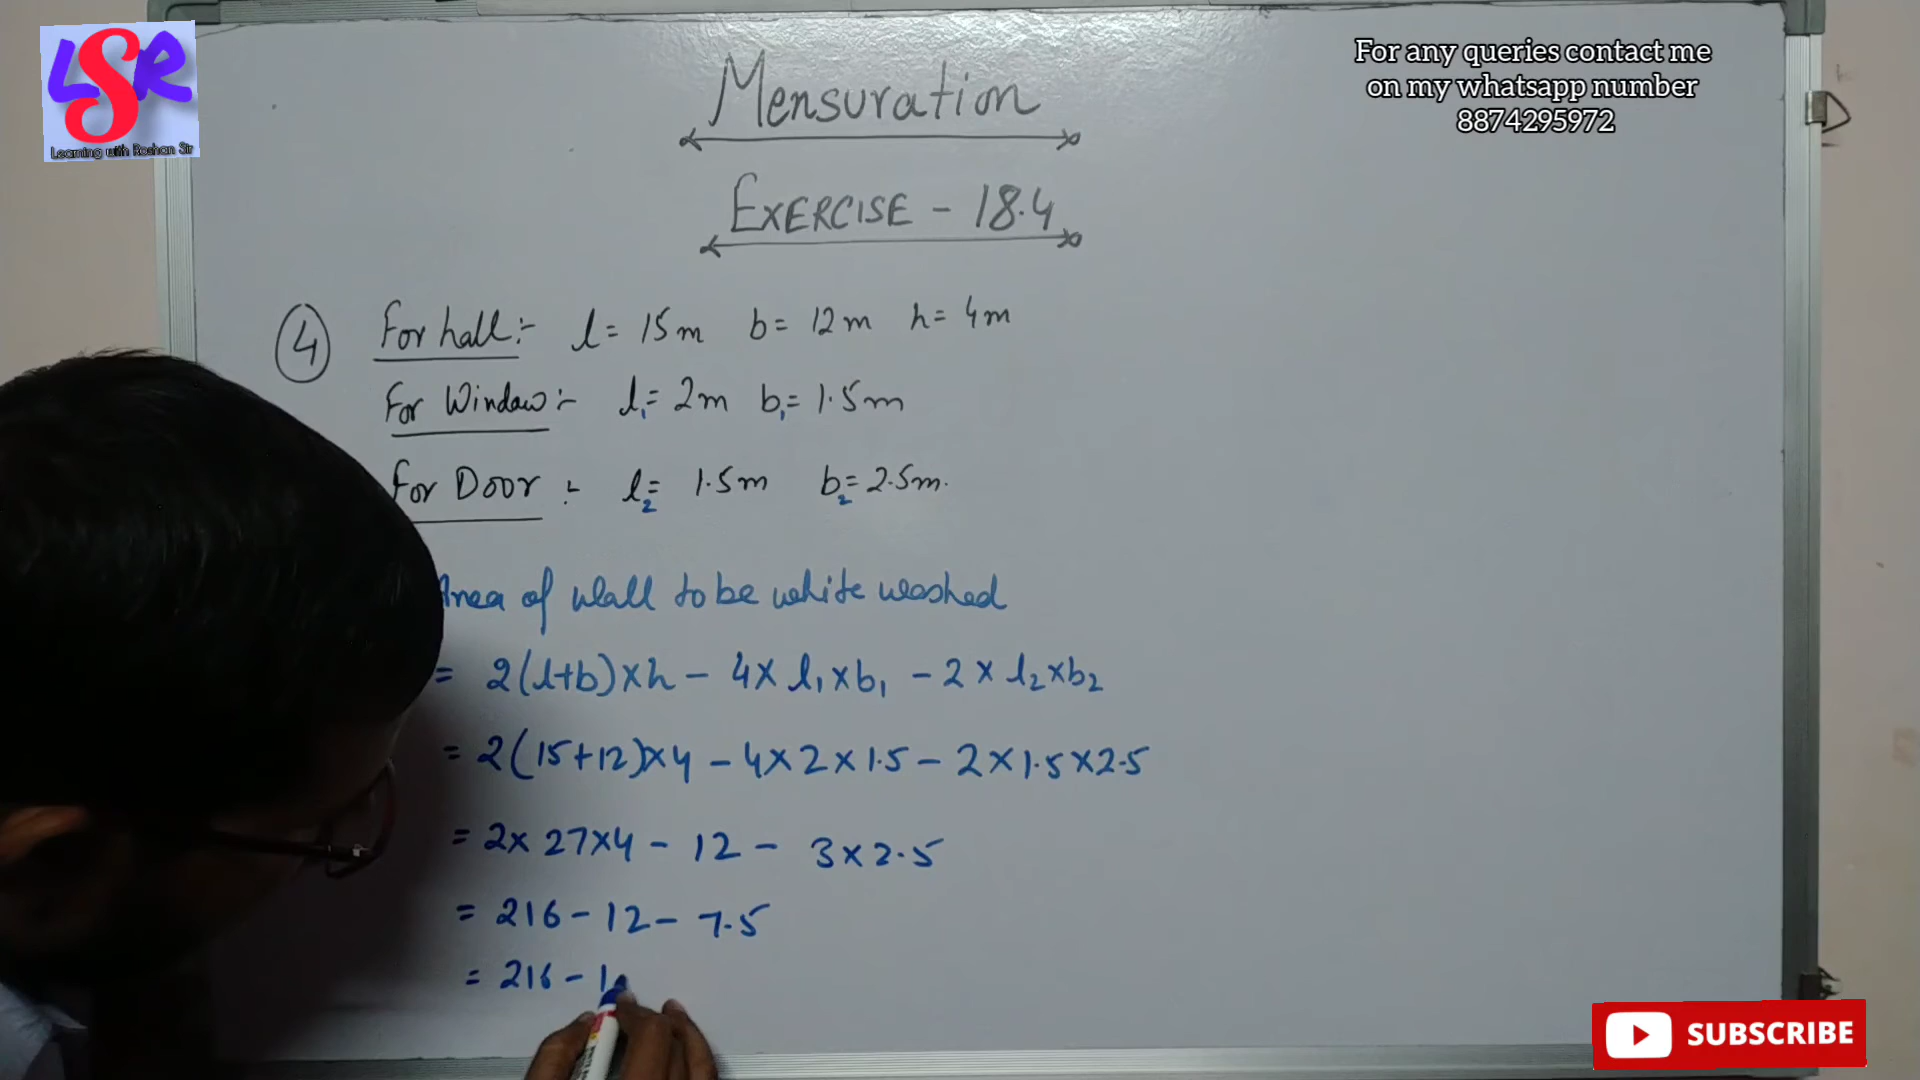 LSR
Learning with Roshan Sir
For any queries contact me
on my whatsapp number
8874295972
Mensuration
EXERCISE - 18.4
4 For hall:- l = 15m b = 12m h = 4m
For Window:- l₁ = 2m b₁ = 1.5m
For Door :- l₂ = 1.5m b₂ = 2.5m.
Area of wall to be white washed
= 2(l+b)×h - 4× l₁×b₁ - 2 × l₂×b₂
= 2(15+12)×4 - 4×2×1.5 - 2×1.5×2.5
= 2×27×4 - 12 - 3×2.5
= 216 - 12 - 7.5
= 216 - 1
SUBSCRIBE